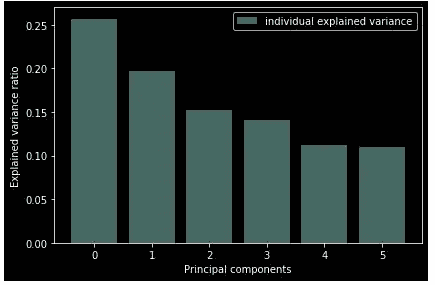 individual explained variance
0.25
0.20
0.15
0.10
0.05
0.00
Explained variance ratio
0 1 2 3 4 5
Principal components